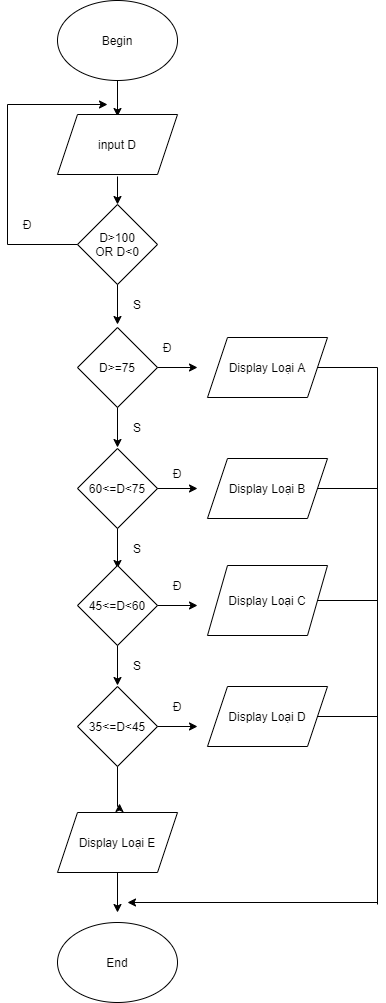 Begin
input D
Đ
D>100
OR D<0
S
Đ
D>=75
Display Loại A
S
Đ
60<=D<75
Display Loại B
S
Đ
45<=D<60
Display Loại C
S
Đ
35<=D<45
Display Loại D
Display Loại E
End